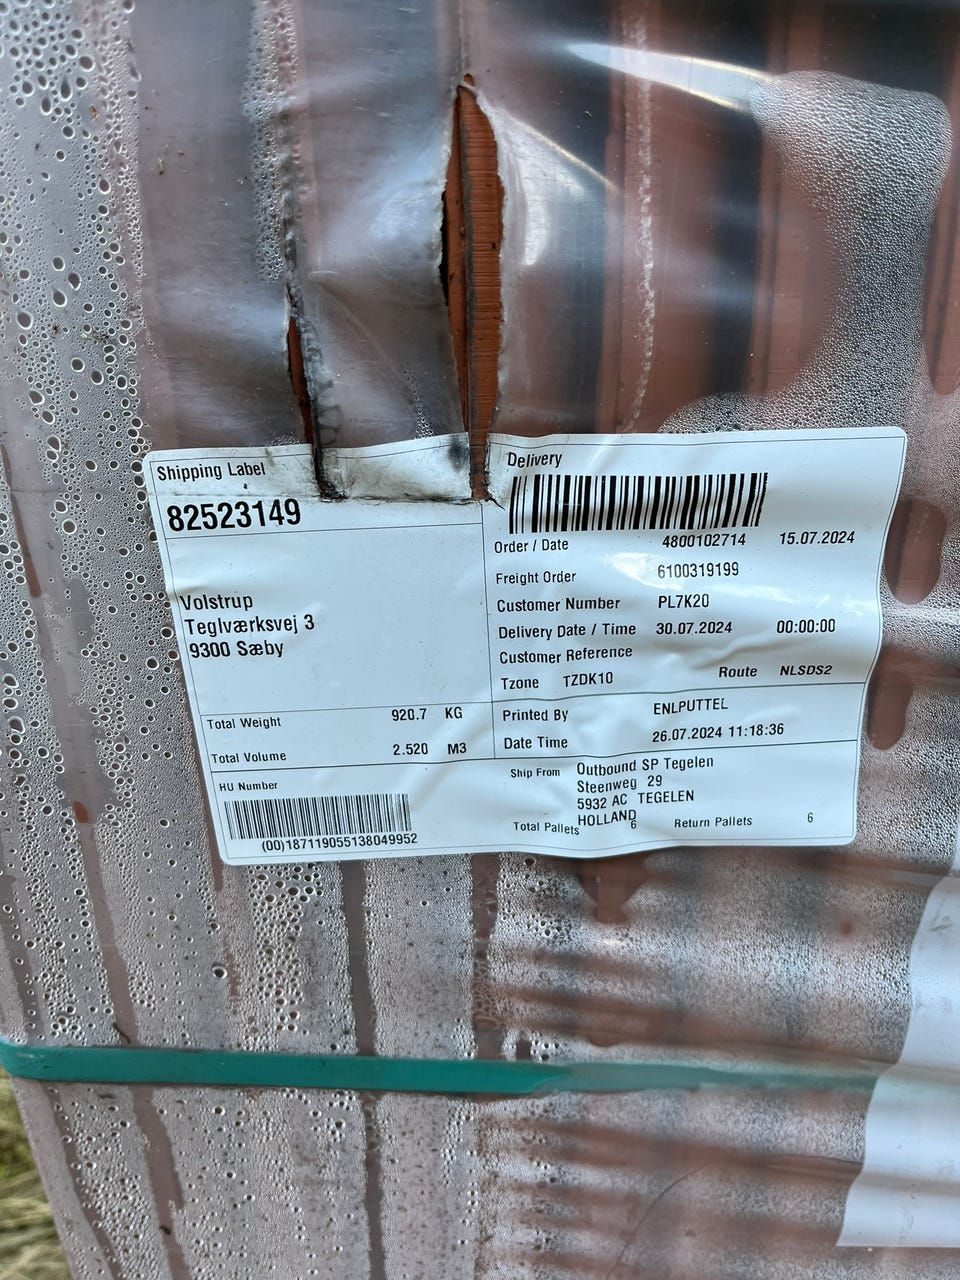 Shipping Label
82523149
Volstrup
Teglværksvej 3
9300 Sæby
Total Weight 920.7 KG
Total Volume 2.520 M3
HU Number
(00)187119055138049952
Delivery
Order / Date 4800102714 15.07.2024
Freight Order 6100319199
Customer Number PL7K20
Delivery Date / Time 30.07.2024 00:00:00
Customer Reference
Tzone TZDK10 Route NLSDS2
Printed By ENLPUTTEL
Date Time 26.07.2024 11:18:36
Ship From Outbound SP Tegelen
Steenweg 29
5932 AC TEGELEN
HOLLAND
Total Pallets 6 Return Pallets 6